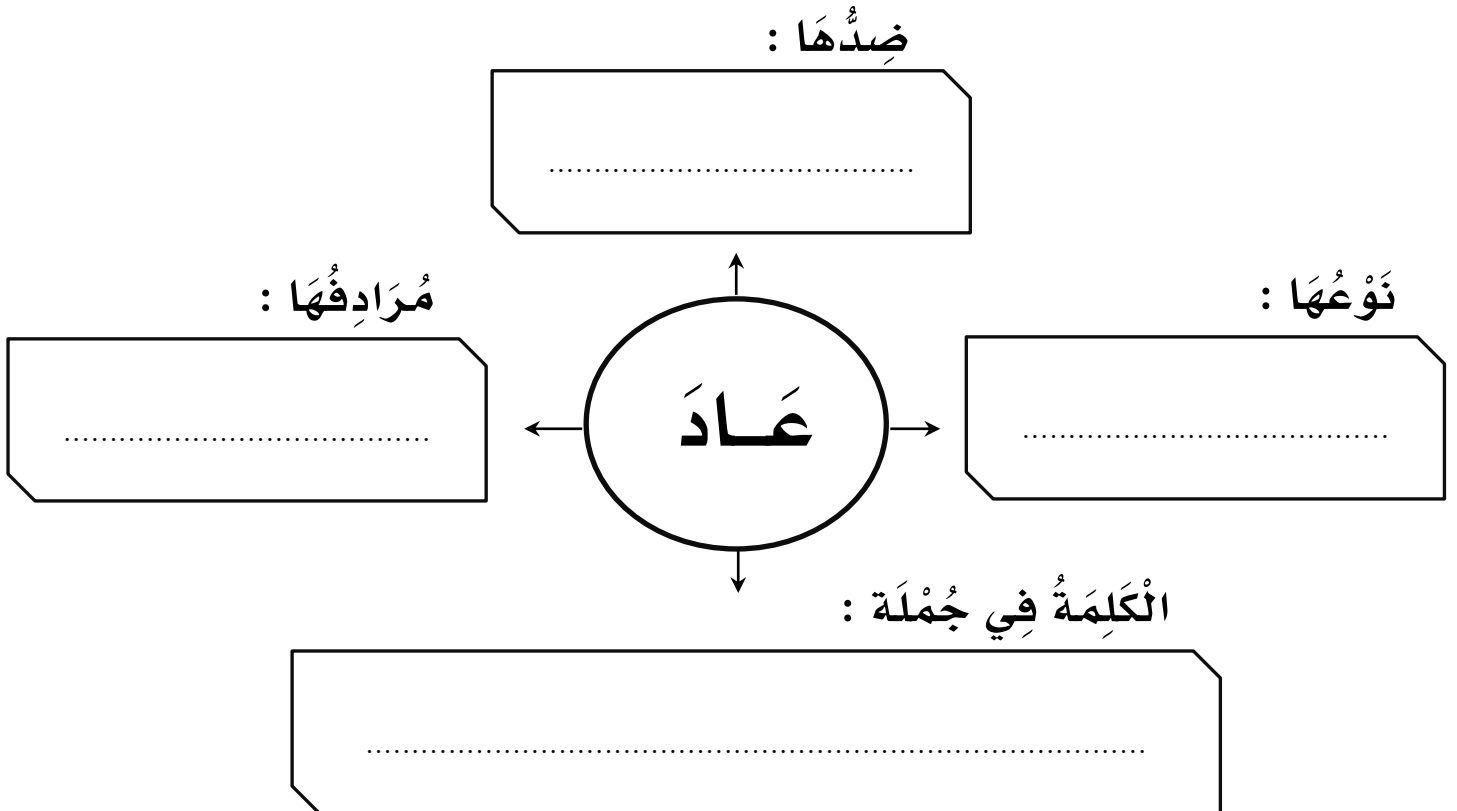 ضِدُّهَا :
نَوْعُهَا :
مُرَادِفُهَا :
عَـادَ
الْكَلِمَةُ فِي جُمْلَة :